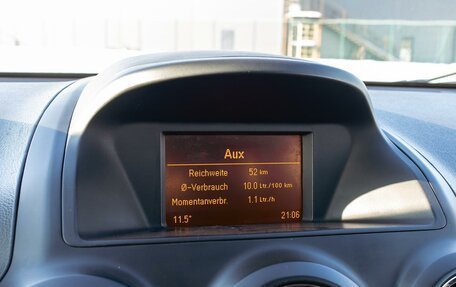 Aux
Reichweite 52 km
Ø-Verbrauch 10.0 Ltr./100 km
Momentanverbr. 1.1 Ltr./h
11.5° 21:06